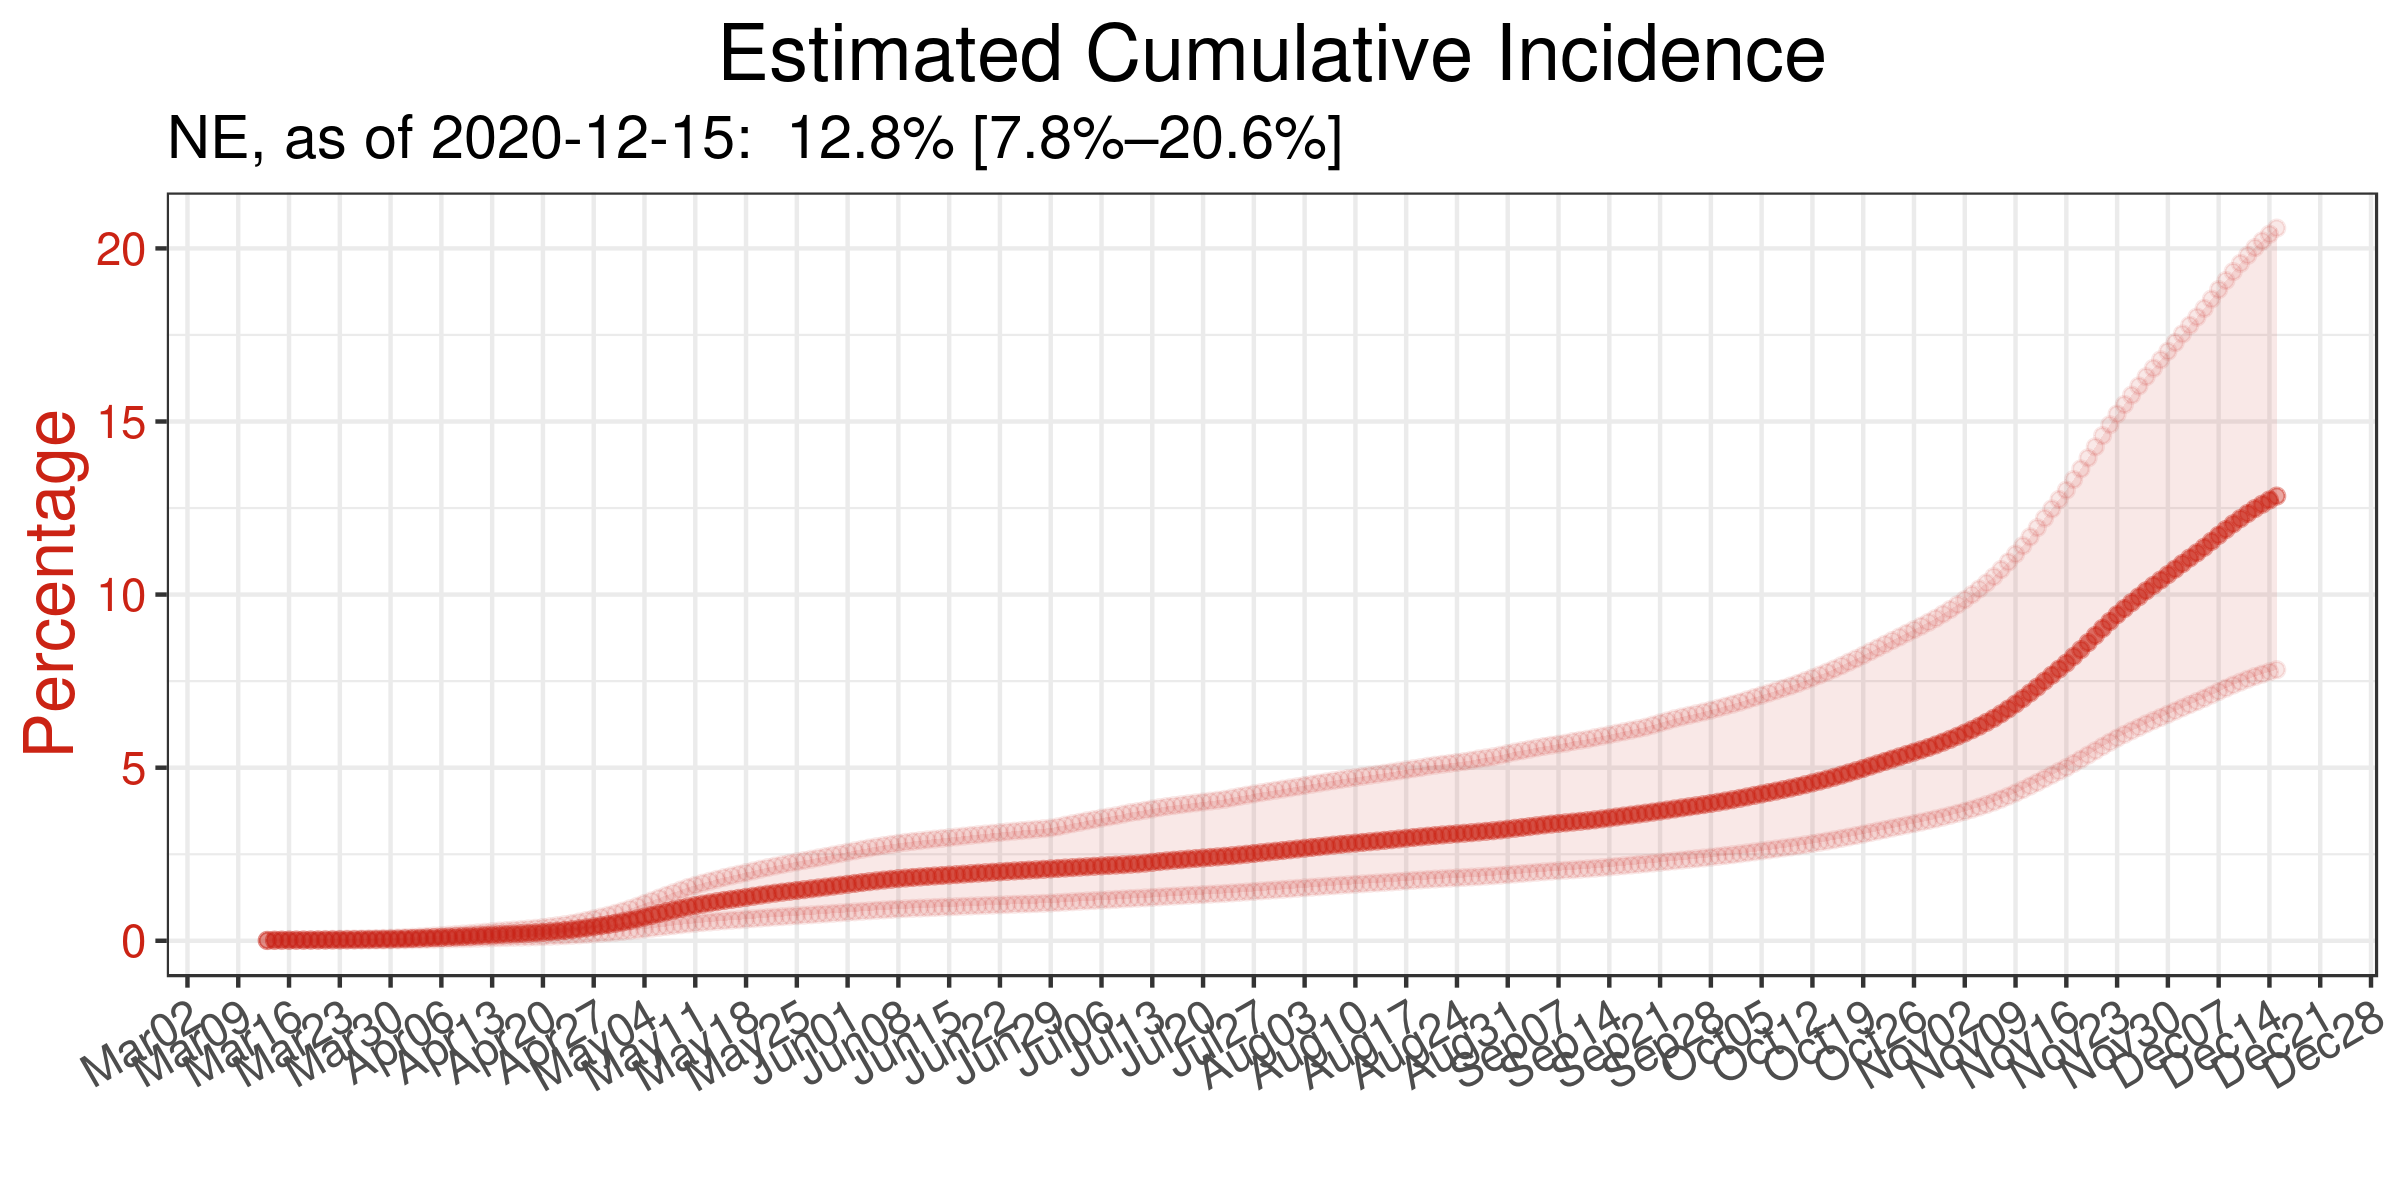 Estimated Cumulative Incidence
NE, as of 2020-12-15:  12.8% [7.8%–20.6%]
Percentage
20
15
10
5
0
Mar02
Mar09
Mar16
Mar23
Mar30
Apr06
Apr13
Apr20
Apr27
May04
May11
May18
May25
Jun01
Jun08
Jun15
Jun22
Jun29
Jul06
Jul13
Jul20
Jul27
Aug03
Aug10
Aug17
Aug24
Aug31
Sep07
Sep14
Sep21
Sep28
Oct05
Oct12
Oct19
Oct26
Nov02
Nov09
Nov16
Nov23
Nov30
Dec07
Dec14
Dec21
Dec28